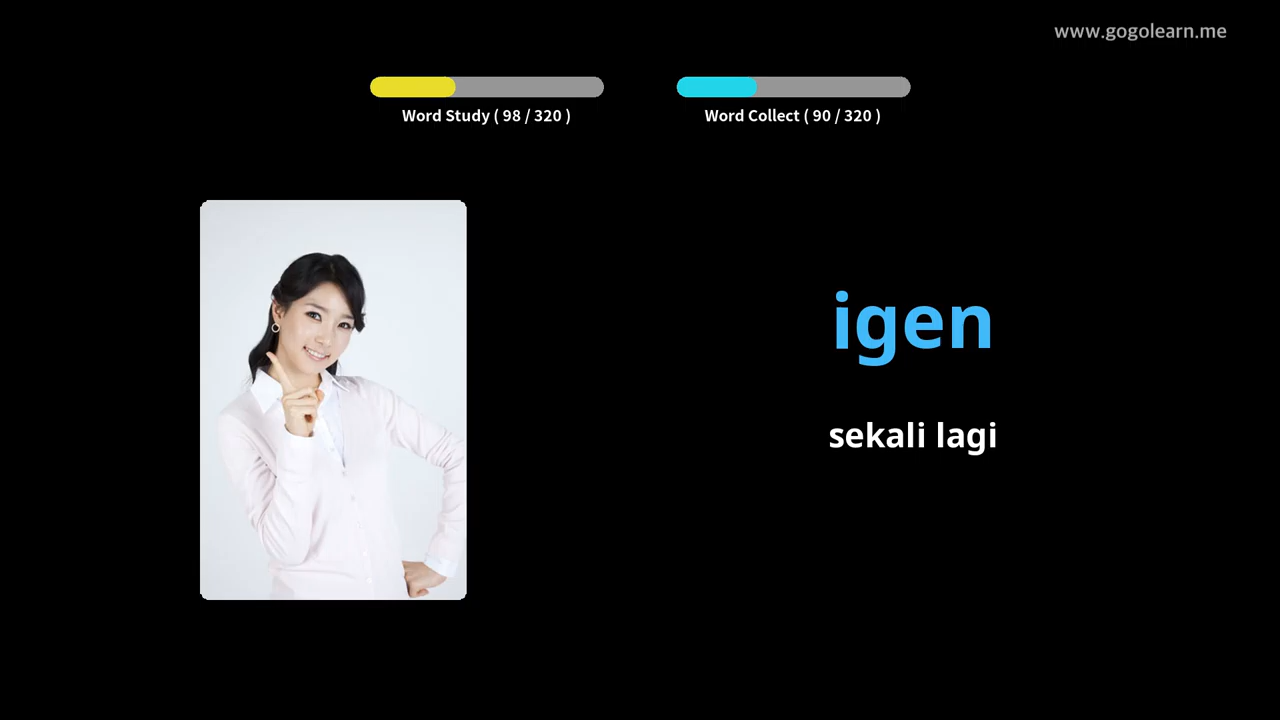 www.gogolearn.me
Word Study ( 98 / 320 )
Word Collect ( 90 / 320 )
igen
sekali lagi